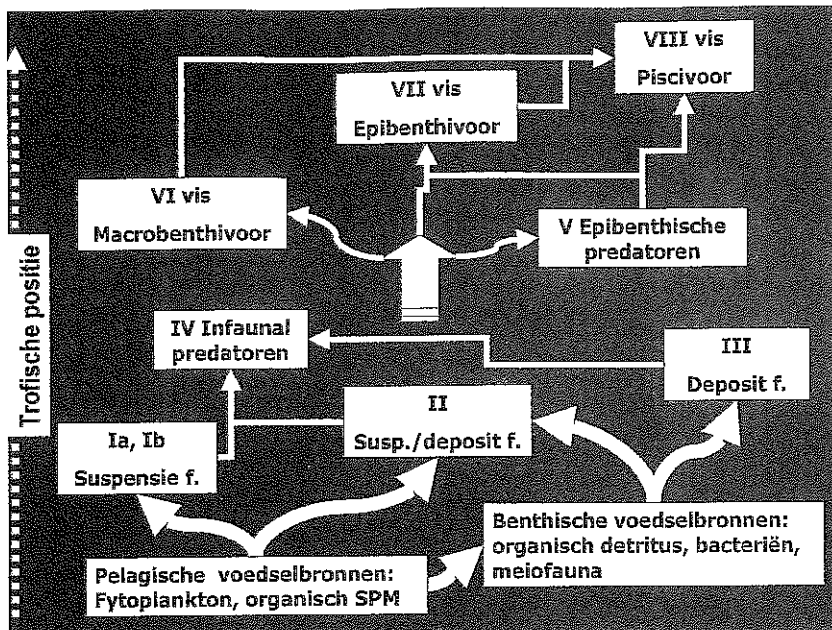 VIII vis
Piscivoor
VII vis
Epibenthivoor
VI vis
Macrobenthivoor
V Epibenthische
predatoren
Trofische positie
IV Infaunal
predatoren
III
Deposit f.
II
Susp./deposit f.
Ia, Ib
Suspensie f.
Benthische voedselbronnen:
organisch detritus, bacteriën,
meiofauna
Pelagische voedselbronnen:
Fytoplankton, organisch SPM